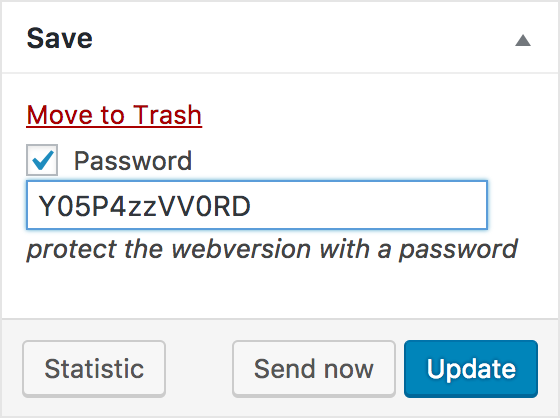 Save
Move to Trash
Password
Y05P4zzVV0RD
protect the webversion with a password
Statistic Send now Update